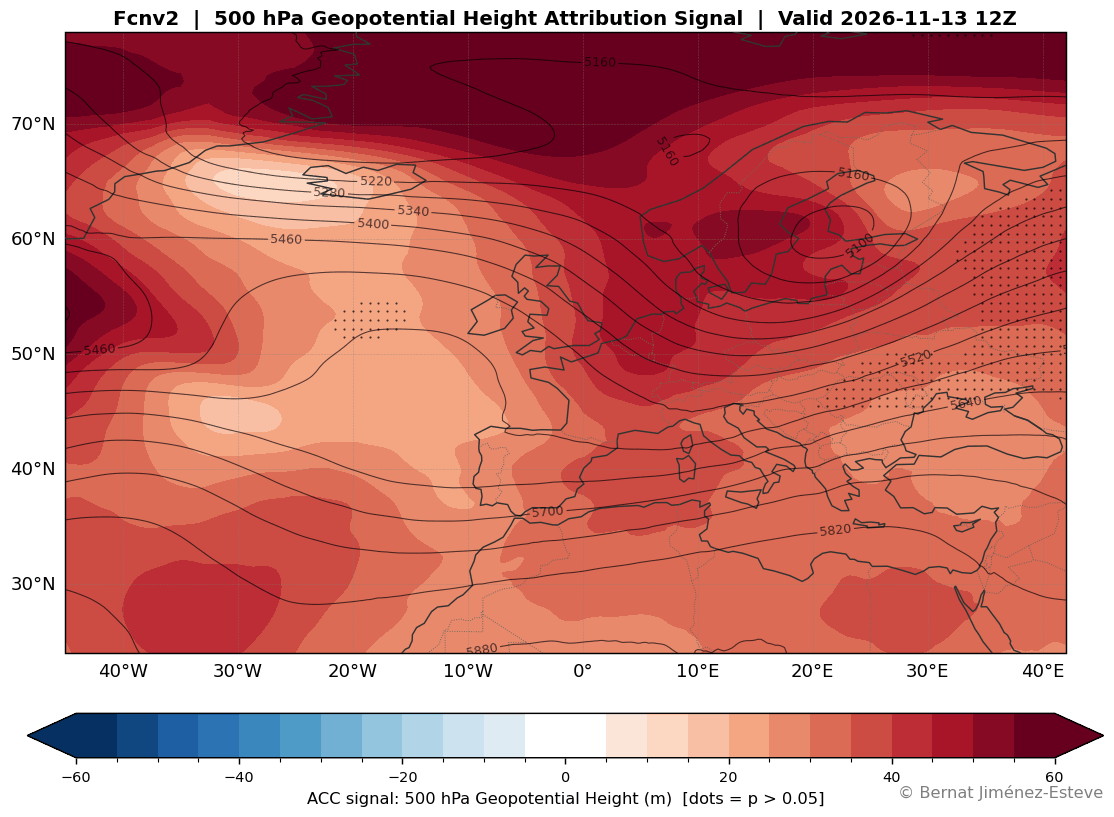 Fcnv2 | 500 hPa Geopotential Height Attribution Signal | Valid 2026-11-13 12Z
5160
70°N
5160
5160
5220
5280
5340
5400
5460
60°N
5100
50°N
5460
5520
5640
40°N
5700
5820
30°N
5880
40°W 30°W 20°W 10°W 0° 10°E 20°E 30°E 40°E
−60 −40 −20 0 20 40 60
ACC signal: 500 hPa Geopotential Height (m) [dots = p > 0.05]
© Bernat Jiménez-Esteve